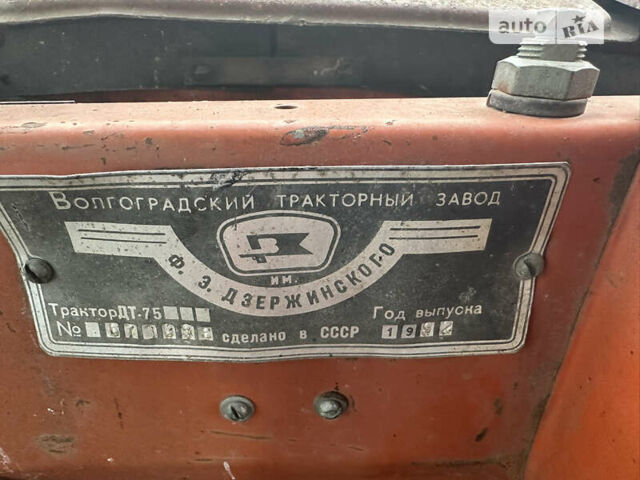 auto RIA
ВОЛГОГРАДСКИЙ ТРАКТОРНЫЙ ЗАВОД
В
ИМ.
Ф. Э. ДЗЕРЖИНСКОГО
Трактор ДТ-75
Год выпуска
№
сделано в СССР